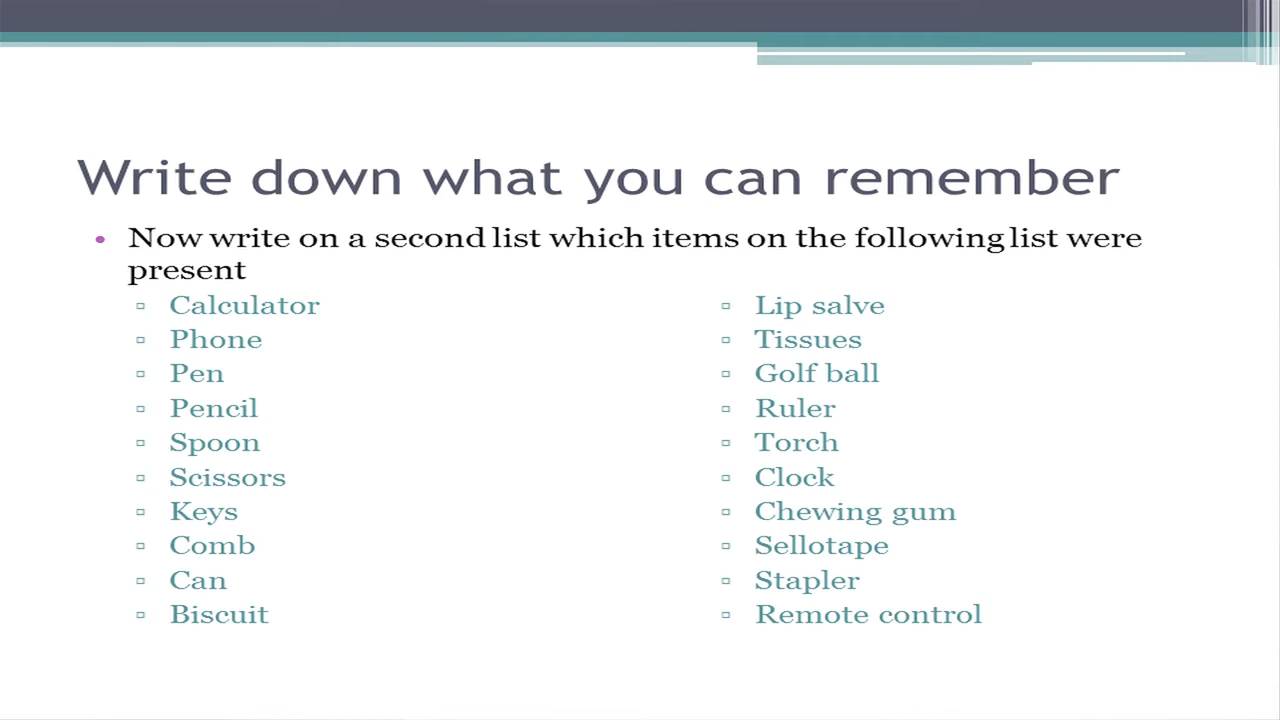 Write down what you can remember
• Now write on a second list which items on the following list were
present
▫ Calculator
▫ Phone
▫ Pen
▫ Pencil
▫ Spoon
▫ Scissors
▫ Keys
▫ Comb
▫ Can
▫ Biscuit
▫ Lip salve
▫ Tissues
▫ Golf ball
▫ Ruler
▫ Torch
▫ Clock
▫ Chewing gum
▫ Sellotape
▫ Stapler
▫ Remote control